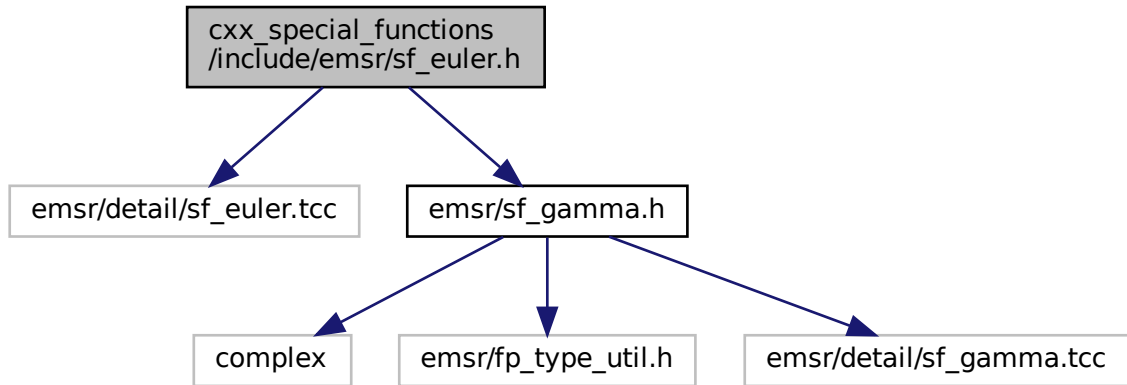 cxx_special_functions
/include/emsr/sf_euler.h
emsr/detail/sf_euler.tcc
emsr/sf_gamma.h
complex
emsr/fp_type_util.h
emsr/detail/sf_gamma.tcc